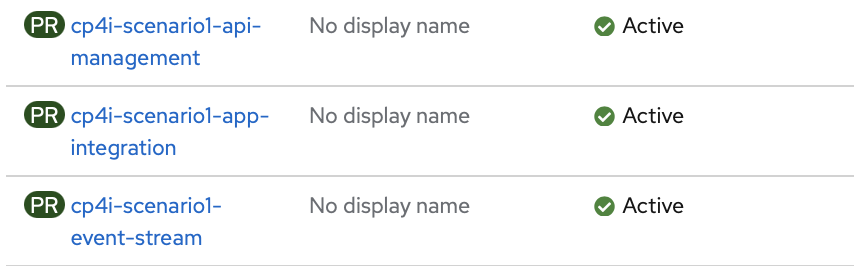 PR cp4i-scenario1-api- No display name Active
management
PR cp4i-scenario1-app- No display name Active
integration
PR cp4i-scenario1- No display name Active
event-stream